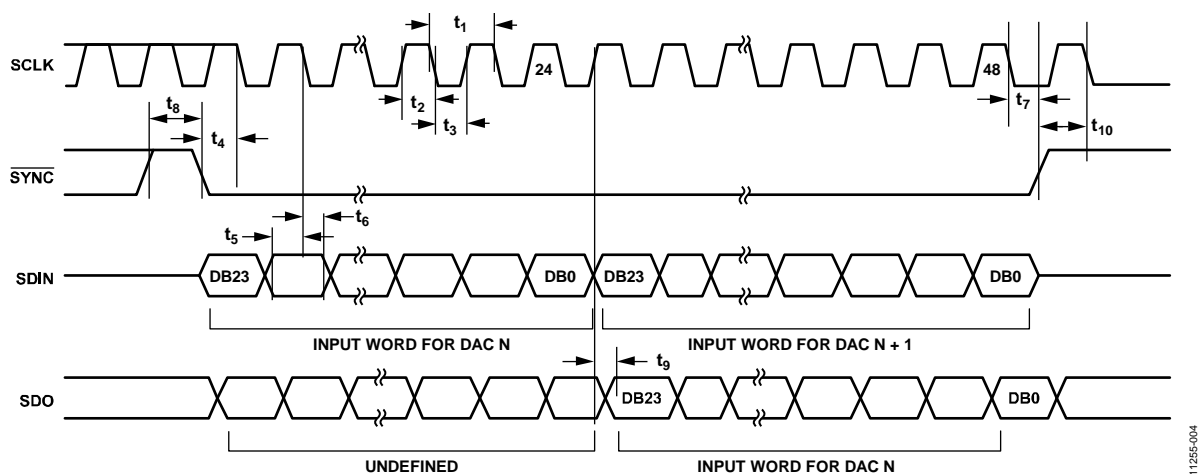 t1
SCLK
24
48
t2
t3
t7
t8
t4
t10
SYNC
t6
t5
SDIN
DB23
DB0
DB23
DB0
INPUT WORD FOR DAC N
INPUT WORD FOR DAC N + 1
t9
SDO
DB23
DB0
UNDEFINED
INPUT WORD FOR DAC N
11255-004